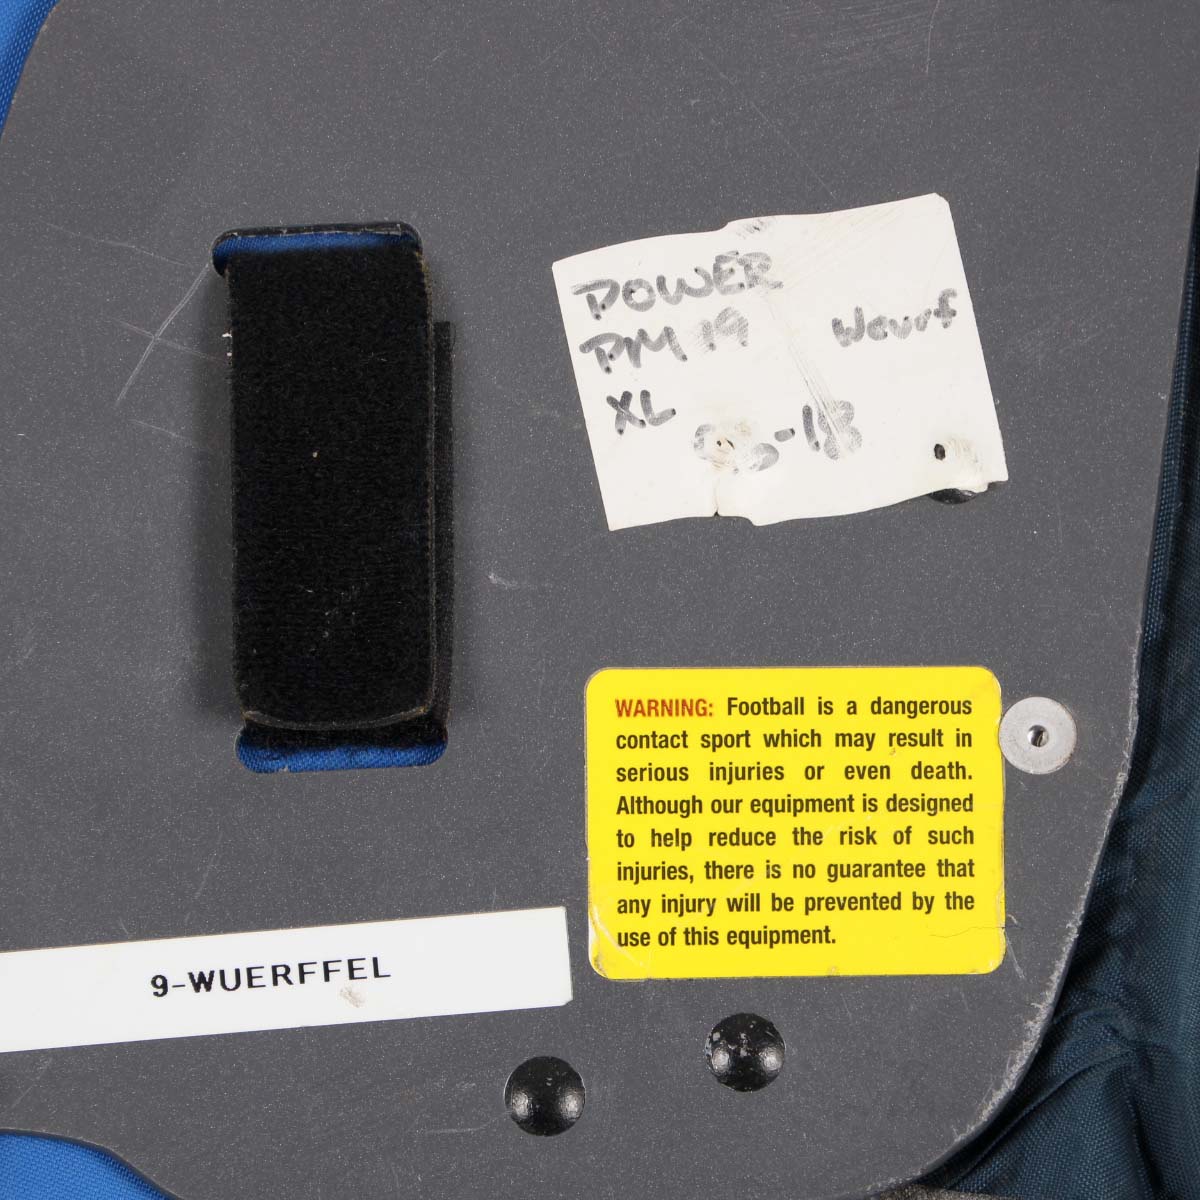 POWER
PM 19
XL
Wourf
WARNING: Football is a dangerous
contact sport which may result in
serious injuries or even death.
Although our equipment is designed
to help reduce the risk of such
injuries, there is no guarantee that
any injury will be prevented by the
use of this equipment.
9-WUERFFEL